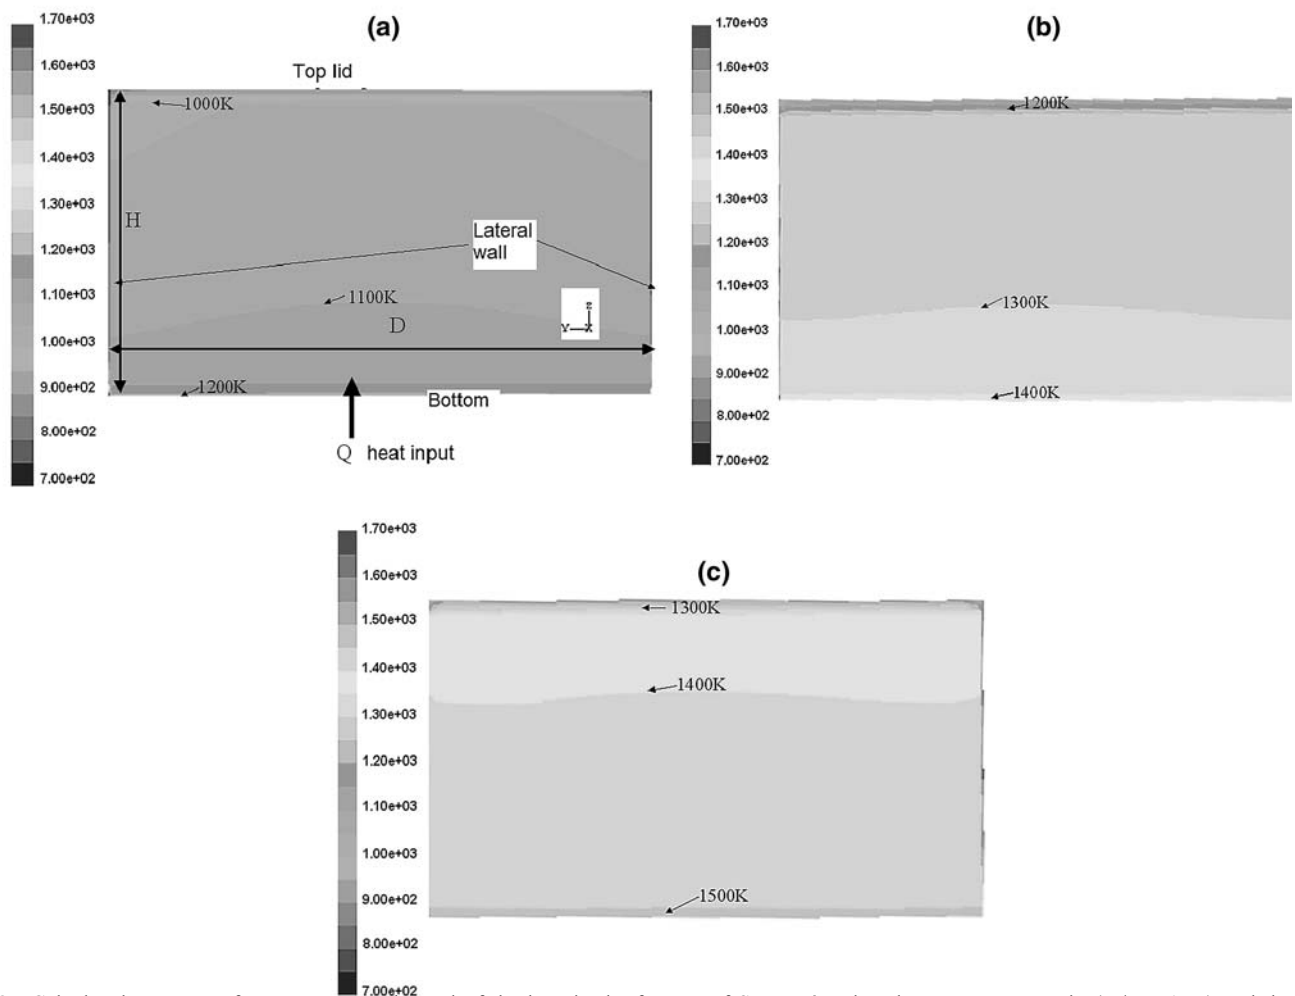 (a)
1.70e+03
1.60e+03
1.50e+03
1.40e+03
1.30e+03
1.20e+03
1.10e+03
1.00e+03
9.00e+02
8.00e+02
7.00e+02
Top lid
1000K
H
Lateral
wall
1100K
D
Z
Y
X
1200K
Bottom
Q heat input
(b)
1.70e+03
1.60e+03
1.50e+03
1.40e+03
1.30e+03
1.20e+03
1.10e+03
1.00e+03
9.00e+02
8.00e+02
7.00e+02
1200K
1300K
1400K
(c)
1.70e+03
1.60e+03
1.50e+03
1.40e+03
1.30e+03
1.20e+03
1.10e+03
1.00e+03
9.00e+02
8.00e+02
7.00e+02
1300K
1400K
1500K